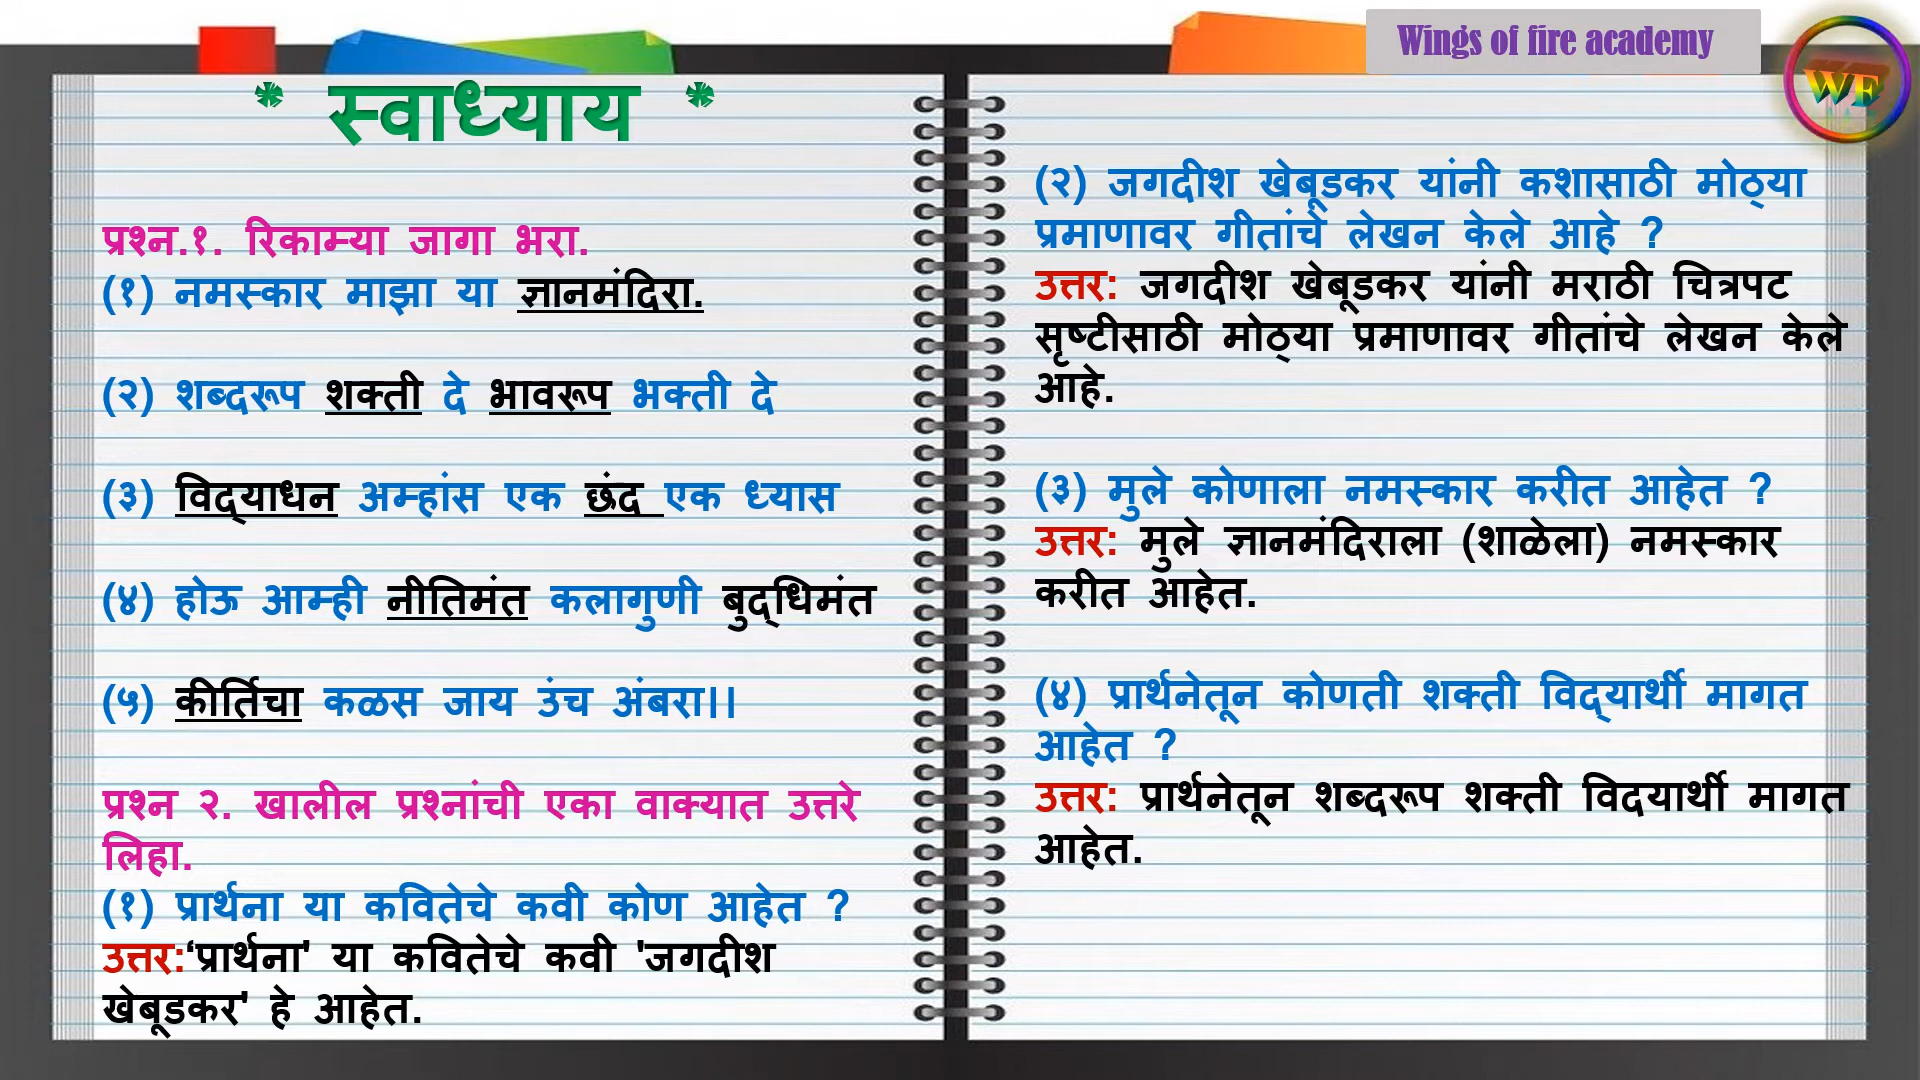 Wings of fire academy
WF
* स्वाध्याय *
प्रश्न.१. रिकाम्या जागा भरा.
(१) नमस्कार माझा या ज्ञानमंदिरा.
(२) शब्दरूप शक्ती दे भावरूप भक्ती दे
(३) विद्याधन अम्हांस एक छंद एक ध्यास
(४) होऊ आम्ही नीतिमंत कलागुणी बुद्धिमंत
(५) कीर्तिचा कळस जाय उंच अंबरा।।
प्रश्न २. खालील प्रश्नांची एका वाक्यात उत्तरे
लिहा.
(१) प्रार्थना या कवितेचे कवी कोण आहेत ?
उत्तर:‘प्रार्थना' या कवितेचे कवी 'जगदीश
खेबूडकर' हे आहेत.
(२) जगदीश खेबूडकर यांनी कशासाठी मोठ्या
प्रमाणावर गीतांचे लेखन केले आहे ?
उत्तर: जगदीश खेबूडकर यांनी मराठी चित्रपट
सृष्टीसाठी मोठ्या प्रमाणावर गीतांचे लेखन केले
आहे.
(३) मुले कोणाला नमस्कार करीत आहेत ?
उत्तर: मुले ज्ञानमंदिराला (शाळेला) नमस्कार
करीत आहेत.
(४) प्रार्थनेतून कोणती शक्ती विद्यार्थी मागत
आहेत ?
उत्तर: प्रार्थनेतून शब्दरूप शक्ती विदयार्थी मागत
आहेत.